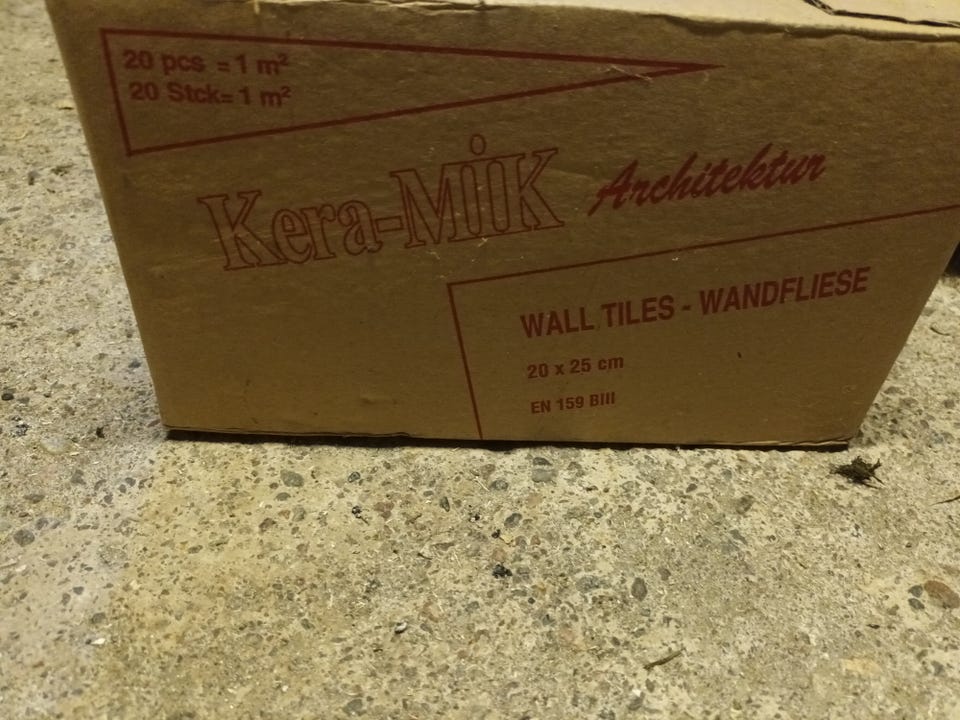 20 pcs = 1 m²
20 Stck= 1 m²
Kera-MiK Architektur
WALL TILES - WANDFLIESE
20 x 25 cm
EN 159 BIII